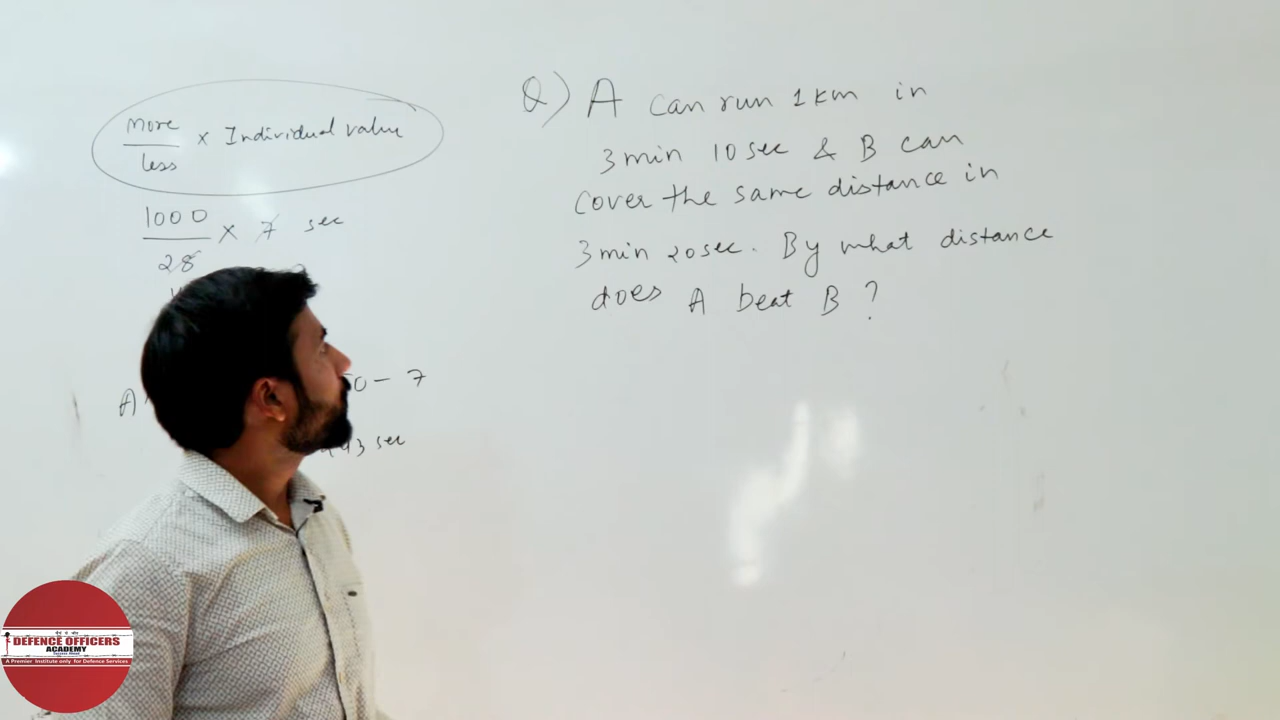 More
less
× Individual value
1000
28
× 7 sec
A
50 - 7
443 sec
Q) A can run 1 km in
3 min 10 sec & B can
cover the same distance in
3 min 20 sec. By what distance
does A beat B ?
DEFENCE OFFICERS
ACADEMY
A Premier Institute only for Defence Services